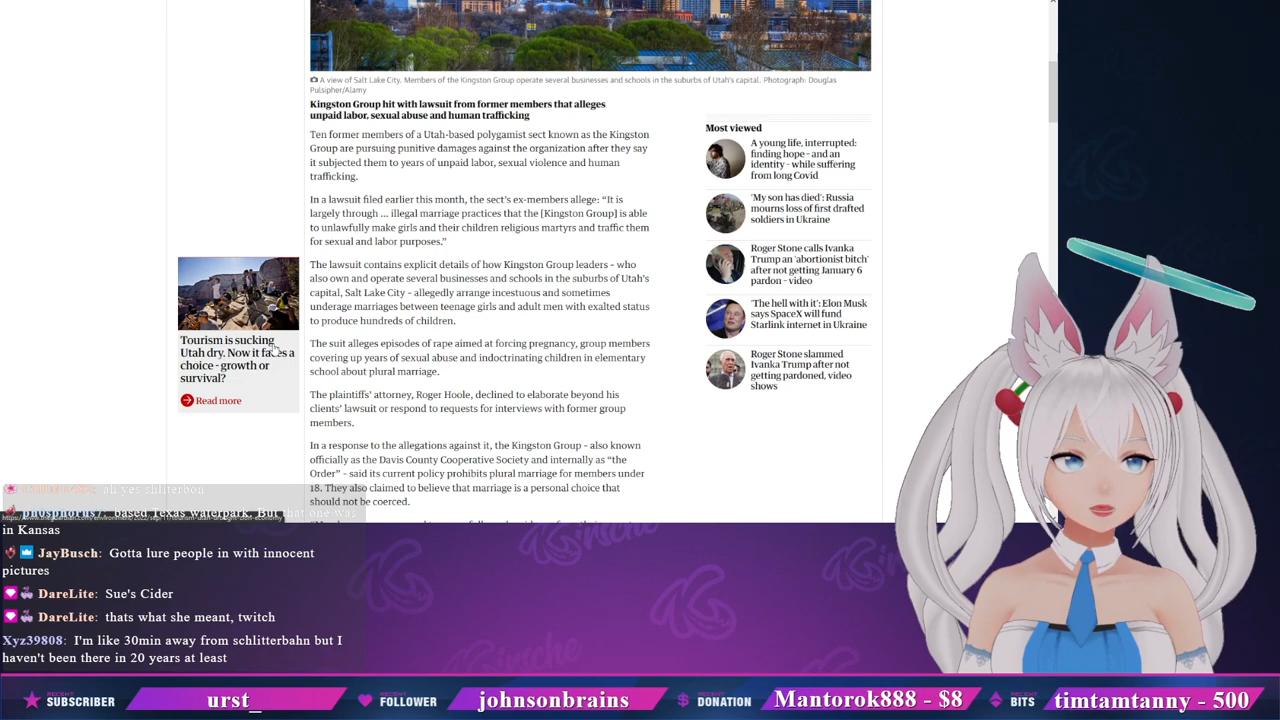 A view of Salt Lake City. Members of the Kingston Group operate several businesses and schools in the suburbs of Utah's capital. Photograph: Douglas
Pulsipher/Alamy
Kingston Group hit with lawsuit from former members that alleges
unpaid labor, sexual abuse and human trafficking
Ten former members of a Utah-based polygamist sect known as the Kingston
Group are pursuing punitive damages against the organization after they say
it subjected them to years of unpaid labor, sexual violence and human
trafficking.
In a lawsuit filed earlier this month, the sect's ex-members allege: "It is
largely through ... illegal marriage practices that the [Kingston Group] is able
to unlawfully make girls and their children religious martyrs and traffic them
for sexual and labor purposes."
The lawsuit contains explicit details of how Kingston Group leaders – who
also own and operate several businesses and schools in the suburbs of Utah's
capital, Salt Lake City – allegedly arrange incestuous and sometimes
underage marriages between teenage girls and adult men with exalted status
to produce hundreds of children.
The suit alleges episodes of rape aimed at forcing pregnancy, group members
covering up years of sexual abuse and indoctrinating children in elementary
school about plural marriage.
The plaintiffs' attorney, Roger Hoole, declined to elaborate beyond his
clients' lawsuit or respond to requests for interviews with former group
members.
In a response to the allegations against it, the Kingston Group – also known
officially as the Davis County Cooperative Society and internally as "the
Order" – said its current policy prohibits plural marriage for members under
18. They also claimed to believe that marriage is a personal choice that
should not be coerced.
Tourism is sucking
Utah dry. Now it faces a
choice – growth or
survival?
Read more
Most viewed
A young life, interrupted:
finding hope – and an
identity – while suffering
from long Covid
'My son has died': Russia
mourns loss of first drafted
soldiers in Ukraine
Roger Stone calls Ivanka
Trump an 'abortionist bitch'
after not getting January 6
pardon – video
'The hell with it': Elon Musk
says SpaceX will fund
Starlink internet in Ukraine
Roger Stone slammed
Ivanka Trump after not
getting pardoned, video
shows
ah yes shliterbon
phosphorus7: based Texas waterpark. But that one was
in Kansas
JayBusch: Gotta lure people in with innocent
pictures
DareLite: Sue's Cider
DareLite: thats what she meant, twitch
Xyz39808: I'm like 30min away from schlitterbahn but I
haven't been there in 20 years at least
RECENT SUBSCRIBER urst_
RECENT FOLLOWER johnsonbrains
RECENT DONATION Mantorok888 - $8
RECENT BITS timtamtanny - 500